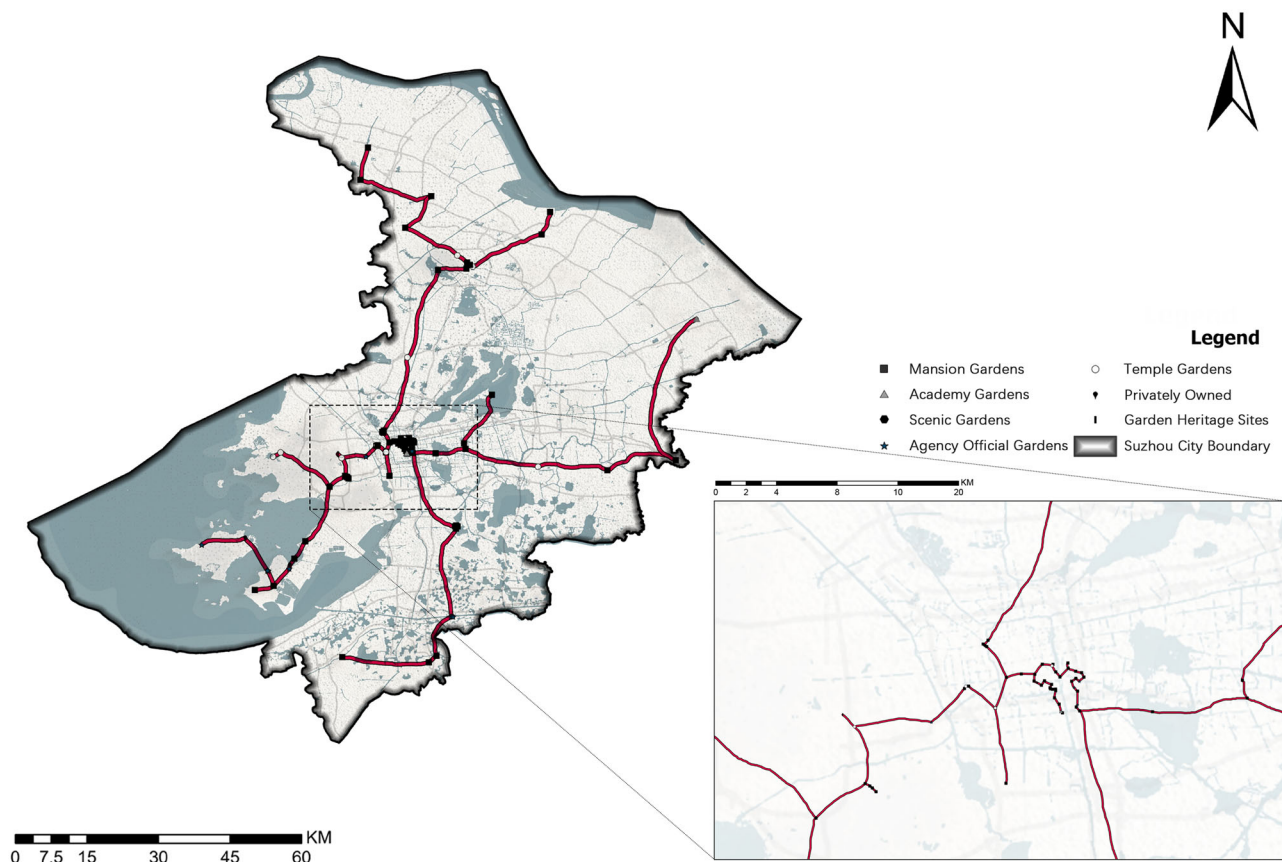 N
Legend
Mansion Gardens
Temple Gardens
Academy Gardens
Privately Owned
Scenic Gardens
Garden Heritage Sites
Agency Official Gardens
Suzhou City Boundary
KM
0 2 4 8 10 20
KM
0 7.5 15 30 45 60